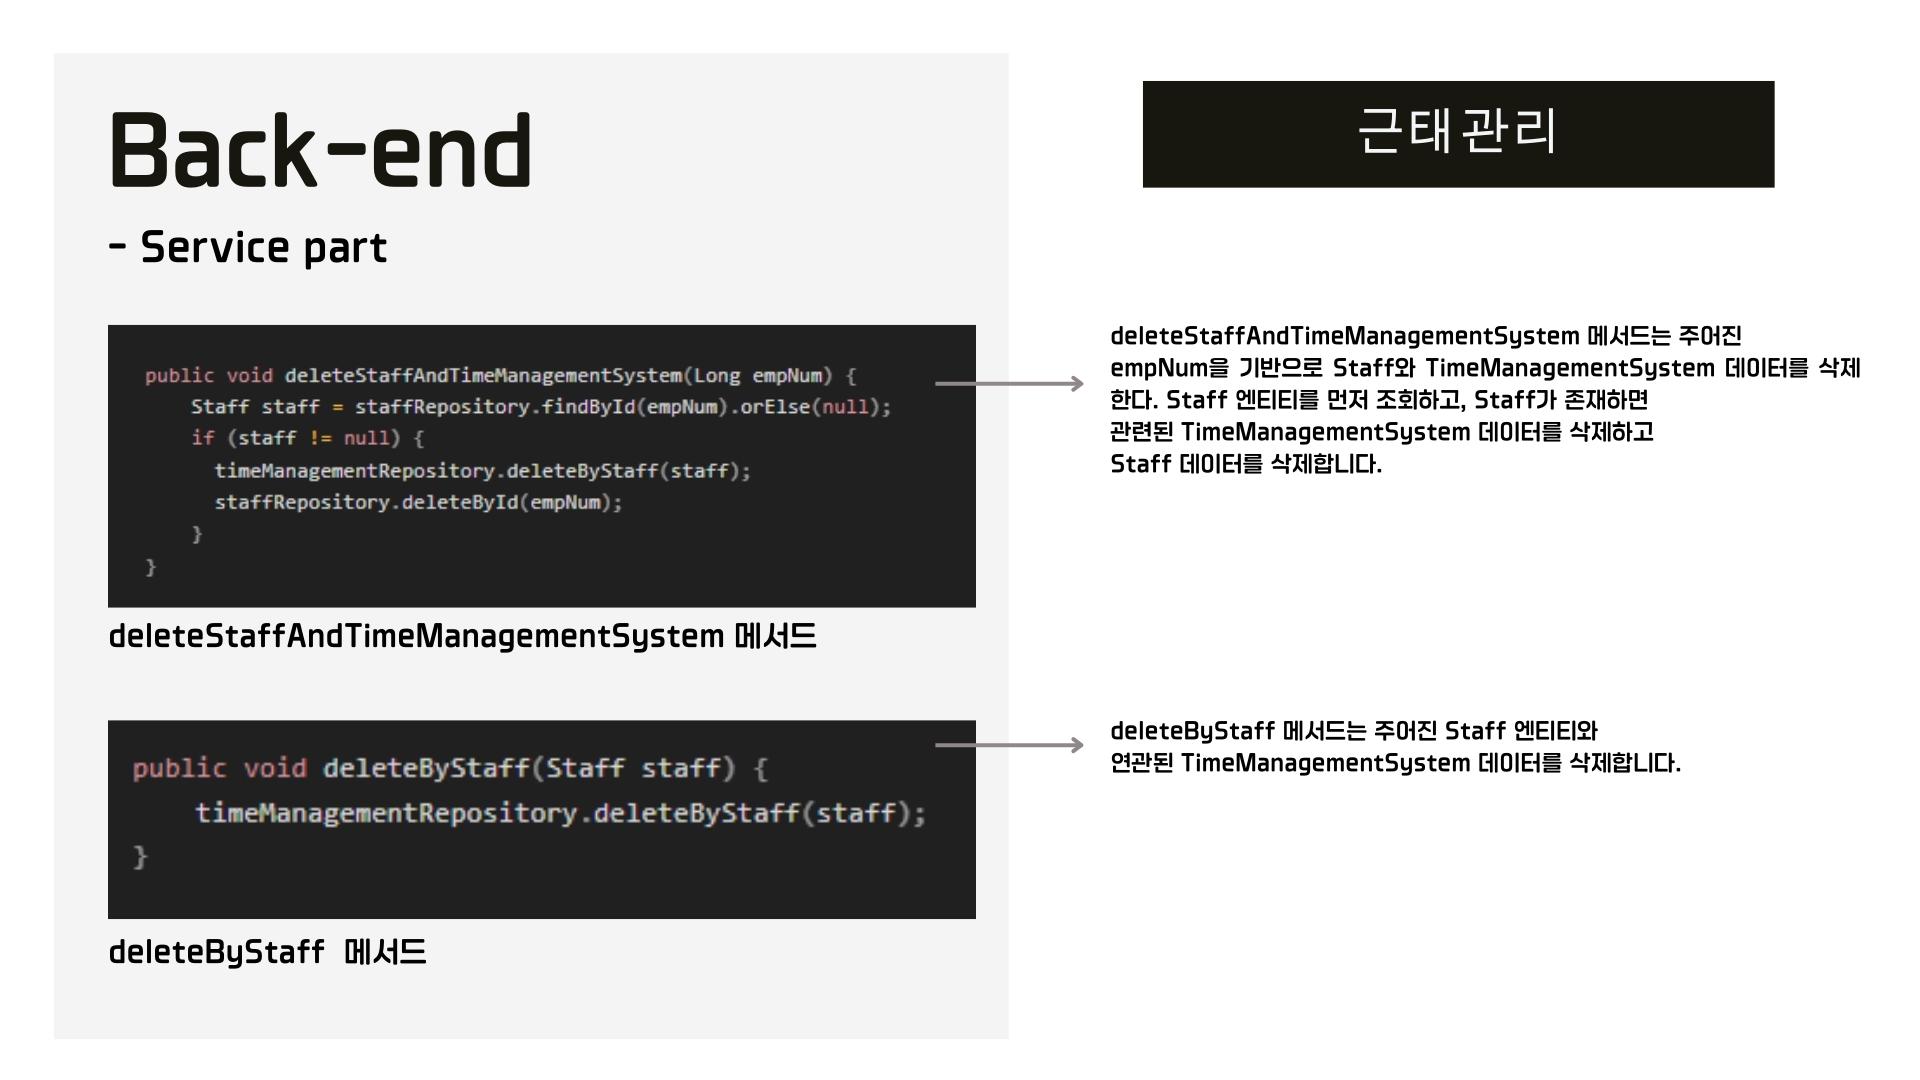 Back-end
- Service part
public void deleteStaffAndTimeManagementSystem(Long empNum) {
Staff staff = staffRepository.findById(empNum).orElse(null);
if (staff != null) {
timeManagementRepository.deleteByStaff(staff);
staffRepository.deleteById(empNum);
}
}
deleteStaffAndTimeManagementSystem 메서드
public void deleteByStaff(Staff staff) {
timeManagementRepository.deleteByStaff(staff);
}
deleteByStaff 메서드
근태관리
deleteStaffAndTimeManagementSystem 메서드는 주어진
empNum을 기반으로 Staff와 TimeManagementSystem 데이터를 삭제
한다. Staff 엔티티를 먼저 조회하고, Staff가 존재하면
관련된 TimeManagementSystem 데이터를 삭제하고
Staff 데이터를 삭제합니다.
deleteByStaff 메서드는 주어진 Staff 엔티티와
연관된 TimeManagementSystem 데이터를 삭제합니다.